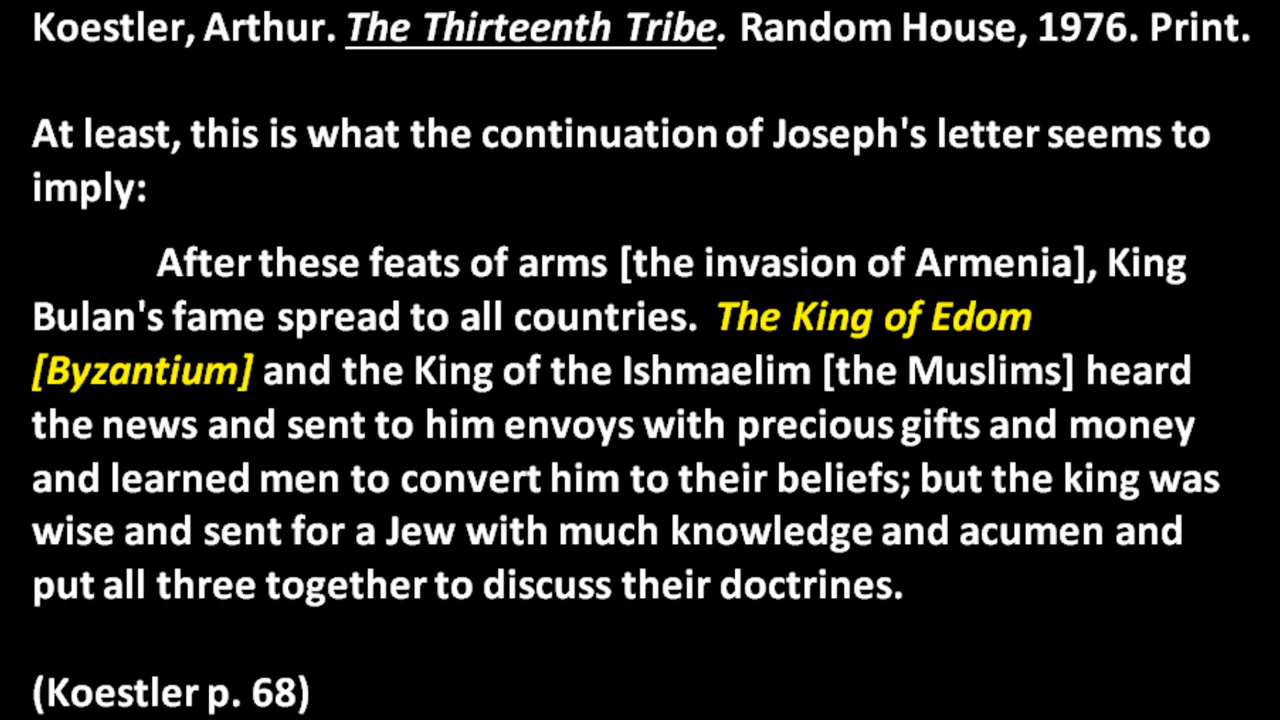 Koestler, Arthur. The Thirteenth Tribe. Random House, 1976. Print.
At least, this is what the continuation of Joseph's letter seems to
imply:
After these feats of arms [the invasion of Armenia], King
Bulan's fame spread to all countries. The King of Edom
[Byzantium] and the King of the Ishmaelim [the Muslims] heard
the news and sent to him envoys with precious gifts and money
and learned men to convert him to their beliefs; but the king was
wise and sent for a Jew with much knowledge and acumen and
put all three together to discuss their doctrines.
(Koestler p. 68)